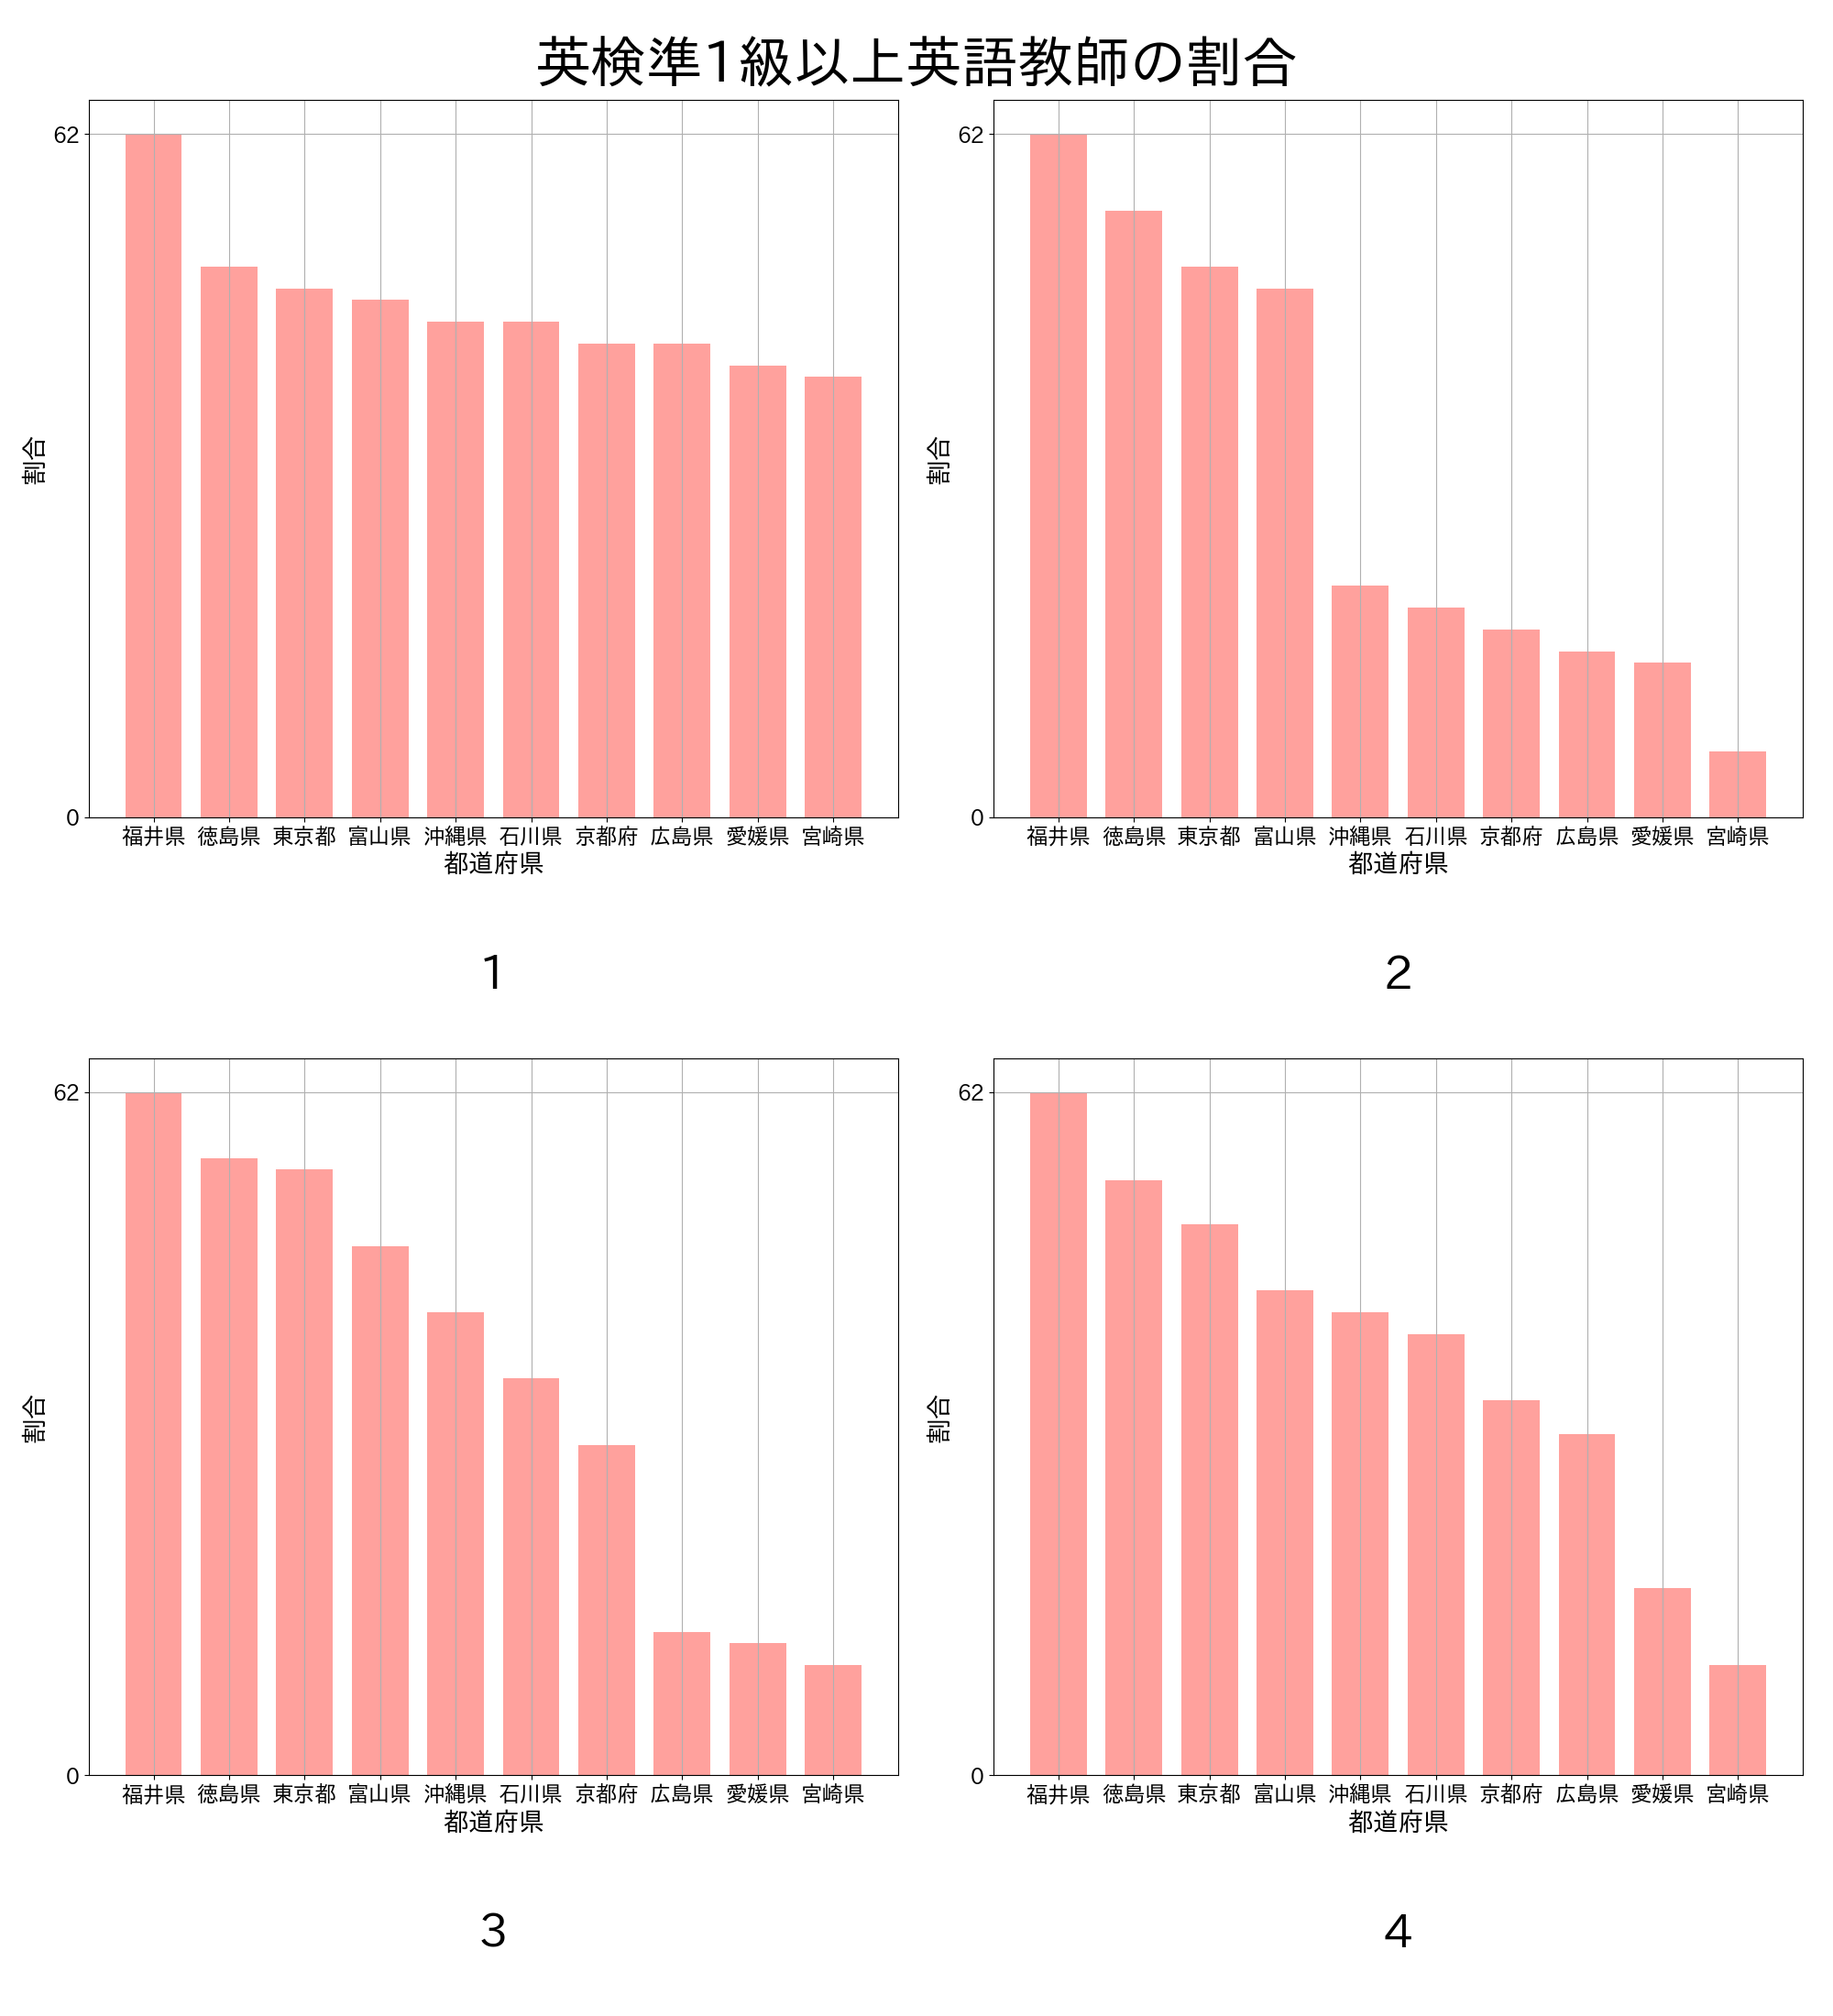 英検準1級以上英語教師の割合
62
0
割合
福井県 徳島県 東京都 富山県 沖縄県 石川県 京都府 広島県 愛媛県 宮崎県
都道府県
1
62
0
割合
福井県 徳島県 東京都 富山県 沖縄県 石川県 京都府 広島県 愛媛県 宮崎県
都道府県
2
62
0
割合
福井県 徳島県 東京都 富山県 沖縄県 石川県 京都府 広島県 愛媛県 宮崎県
都道府県
3
62
0
割合
福井県 徳島県 東京都 富山県 沖縄県 石川県 京都府 広島県 愛媛県 宮崎県
都道府県
4